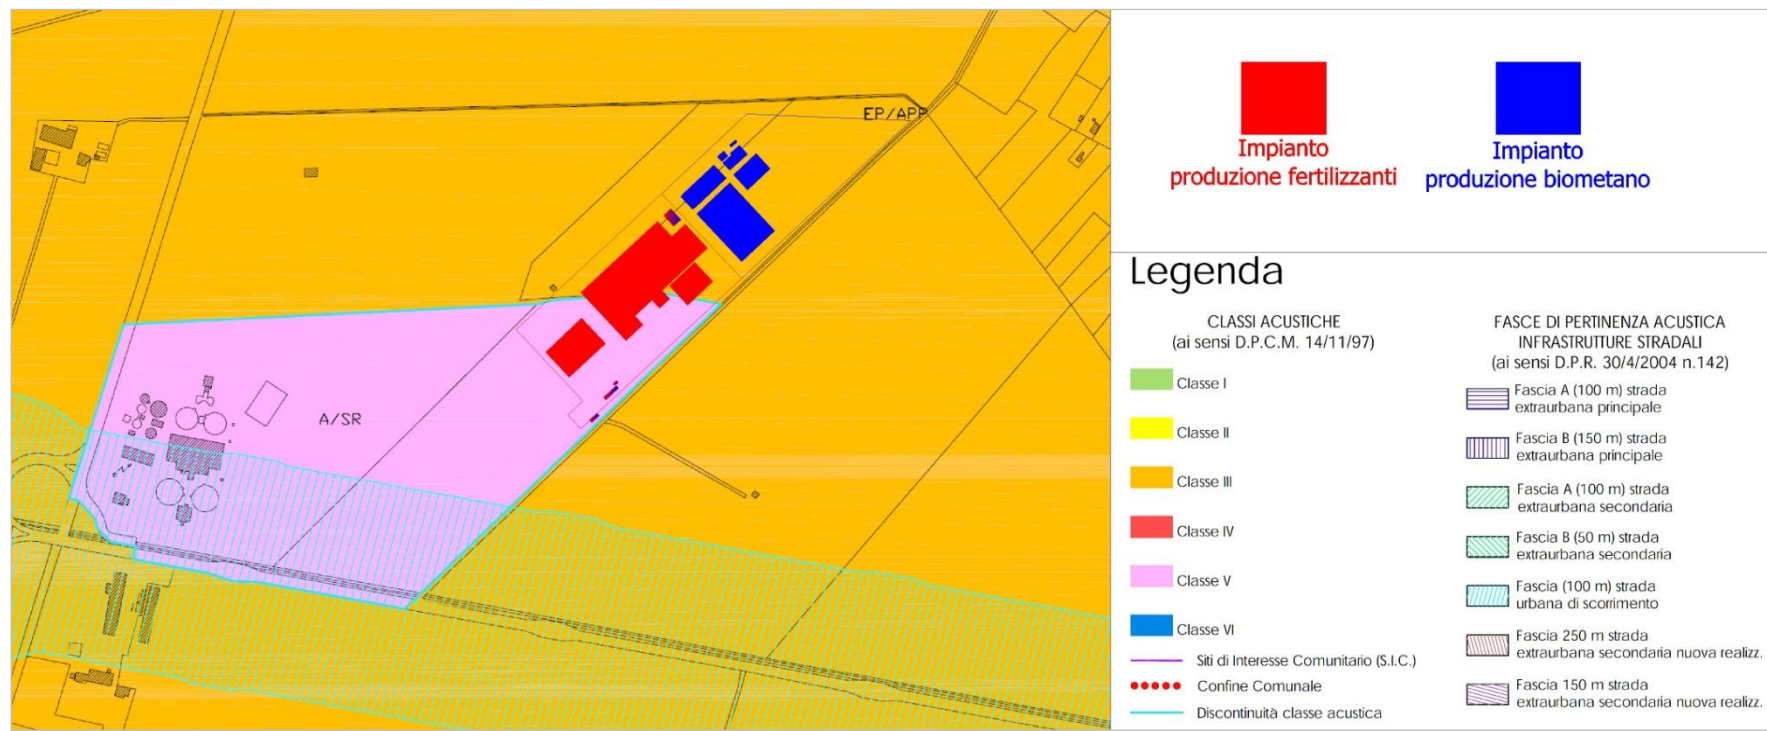 EP/APP
A/SR
Impianto
produzione fertilizzanti
Impianto
produzione biometano
Legenda
CLASSI ACUSTICHE
(ai sensi D.P.C.M. 14/11/97)
Classe I
Classe II
Classe III
Classe IV
Classe V
Classe VI
Siti di Interesse Comunitario (S.I.C.)
Confine Comunale
Discontinuità classe acustica
FASCE DI PERTINENZA ACUSTICA
INFRASTRUTTURE STRADALI
(ai sensi D.P.R. 30/4/2004 n.142)
Fascia A (100 m) strada
extraurbana principale
Fascia B (150 m) strada
extraurbana principale
Fascia A (100 m) strada
extraurbana secondaria
Fascia B (50 m) strada
extraurbana secondaria
Fascia (100 m) strada
urbana di scorrimento
Fascia 250 m strada
extraurbana secondaria nuova realizz.
Fascia 150 m strada
extraurbana secondaria nuova realizz.